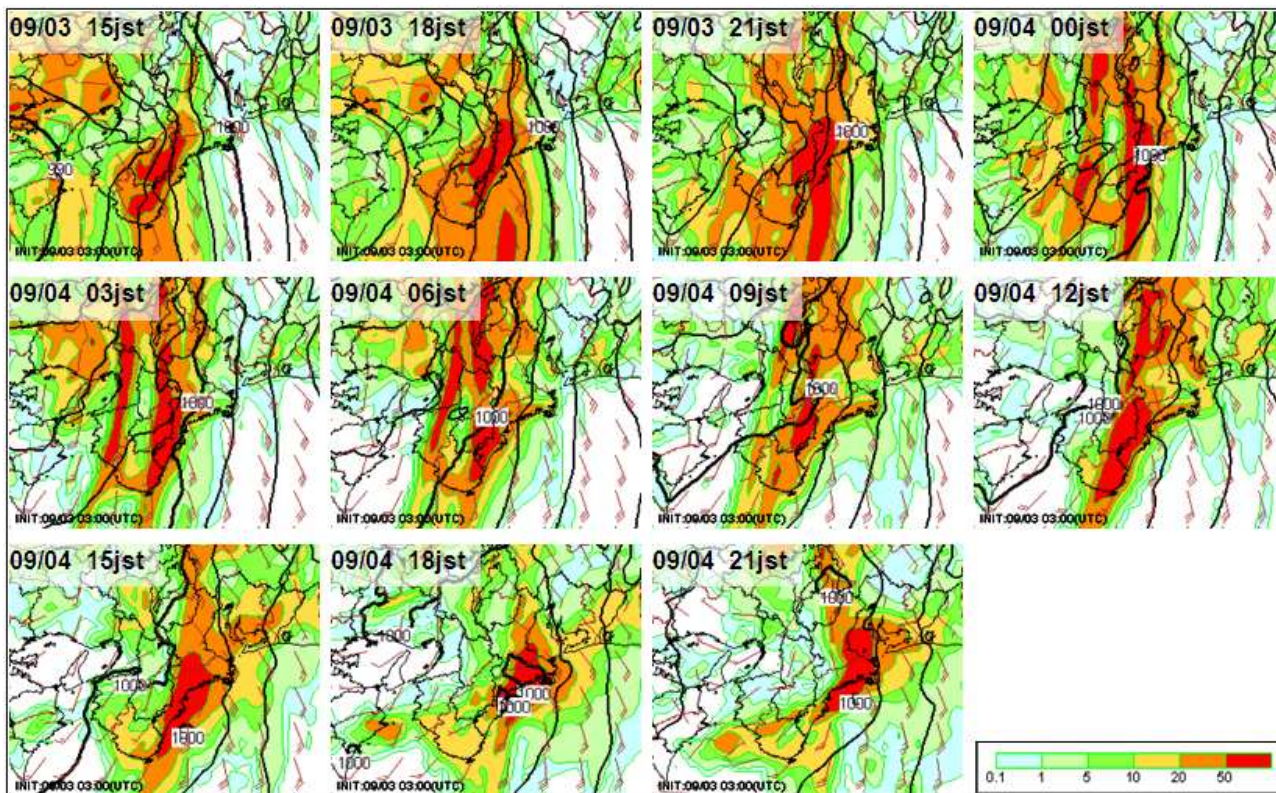 09/03 15jst
1000
990
INIT:09/03 03:00(UTC)
09/03 18jst
1000
INIT:09/03 03:00(UTC)
09/03 21jst
1000
INIT:09/03 03:00(UTC)
09/04 00jst
1000
INIT:09/03 03:00(UTC)
09/04 03jst
1000
INIT:09/03 03:00(UTC)
09/04 06jst
1000
INIT:09/03 03:00(UTC)
09/04 09jst
1000
INIT:09/03 03:00(UTC)
09/04 12jst
1000
1000
INIT:09/03 03:00(UTC)
09/04 15jst
1000
1000
INIT:09/03 03:00(UTC)
09/04 18jst
1000
1000
1000
1000
INIT:09/03 03:00(UTC)
09/04 21jst
1000
1000
INIT:09/03 03:00(UTC)
0.1 1 5 10 20 50